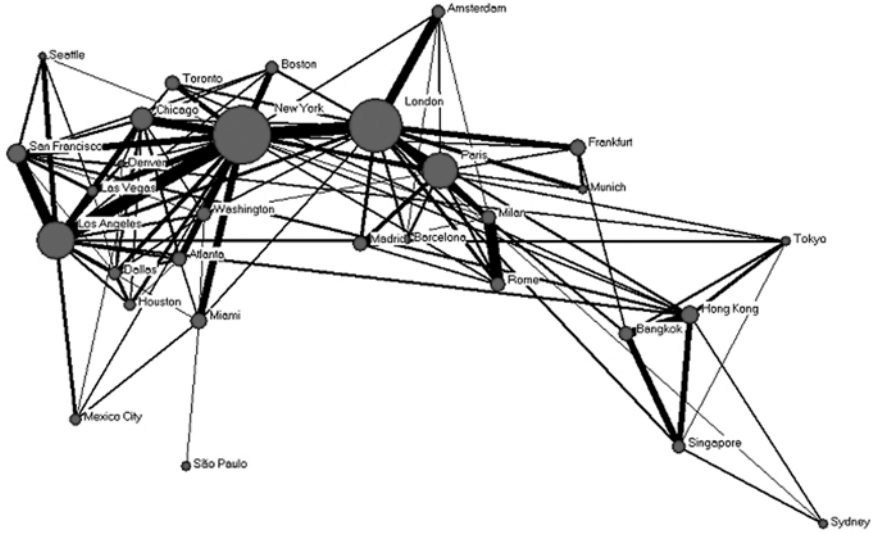 Amsterdam
Seattle
Boston
Toronto
New York
London
Chicago
San Francisco
Denver
Paris
Frankfurt
Las Vegas
Munich
Washington
Milan
Los Angeles
Madrid
Barcelona
Tokyo
Atlanta
Dallas
Rome
Houston
Miami
Hong Kong
Bangkok
Mexico City
Singapore
São Paulo
Sydney